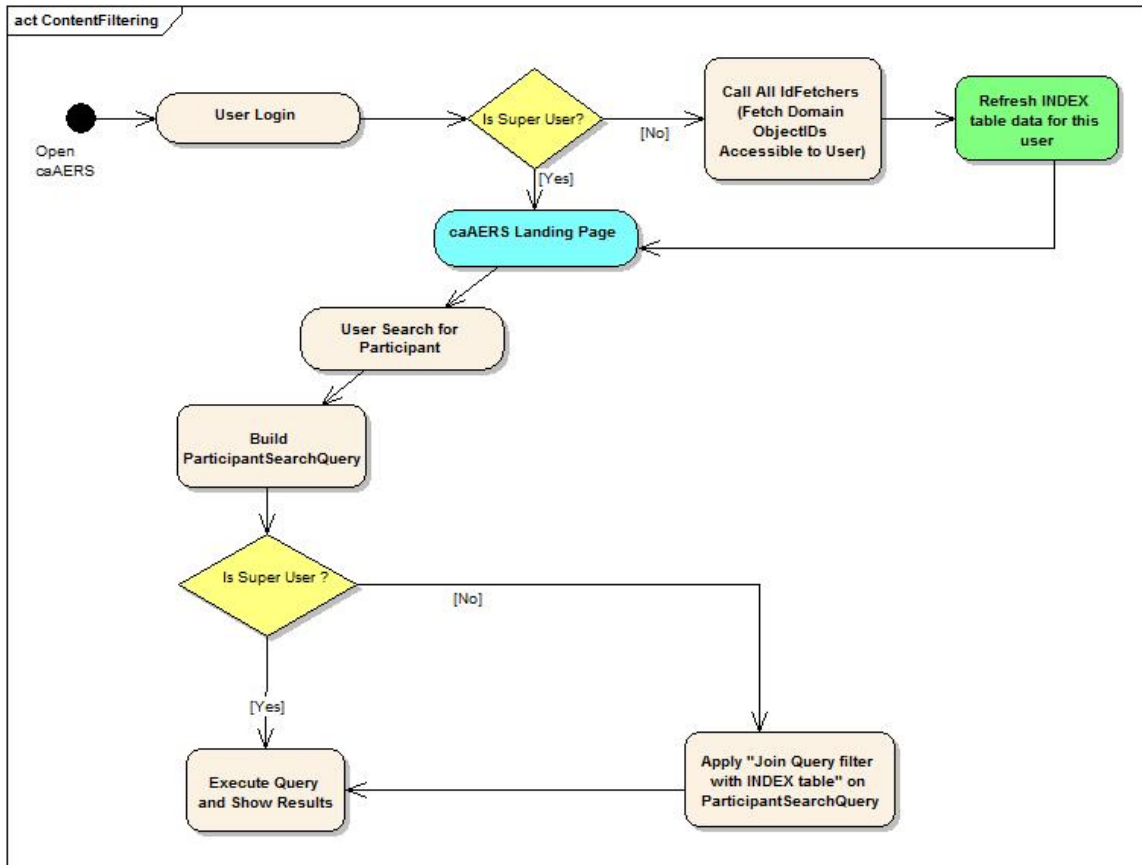 act ContentFiltering
Open
caAERS
User Login
Is Super User?
[No]
[Yes]
Call All IdFetchers
(Fetch Domain
ObjectIDs
Accessible to User)
Refresh INDEX
table data for this
user
caAERS Landing Page
User Search for
Participant
Build
ParticipantSearchQuery
Is Super User ?
[No]
[Yes]
Execute Query
and Show Results
Apply "Join Query filter
with INDEX table" on
ParticipantSearchQuery